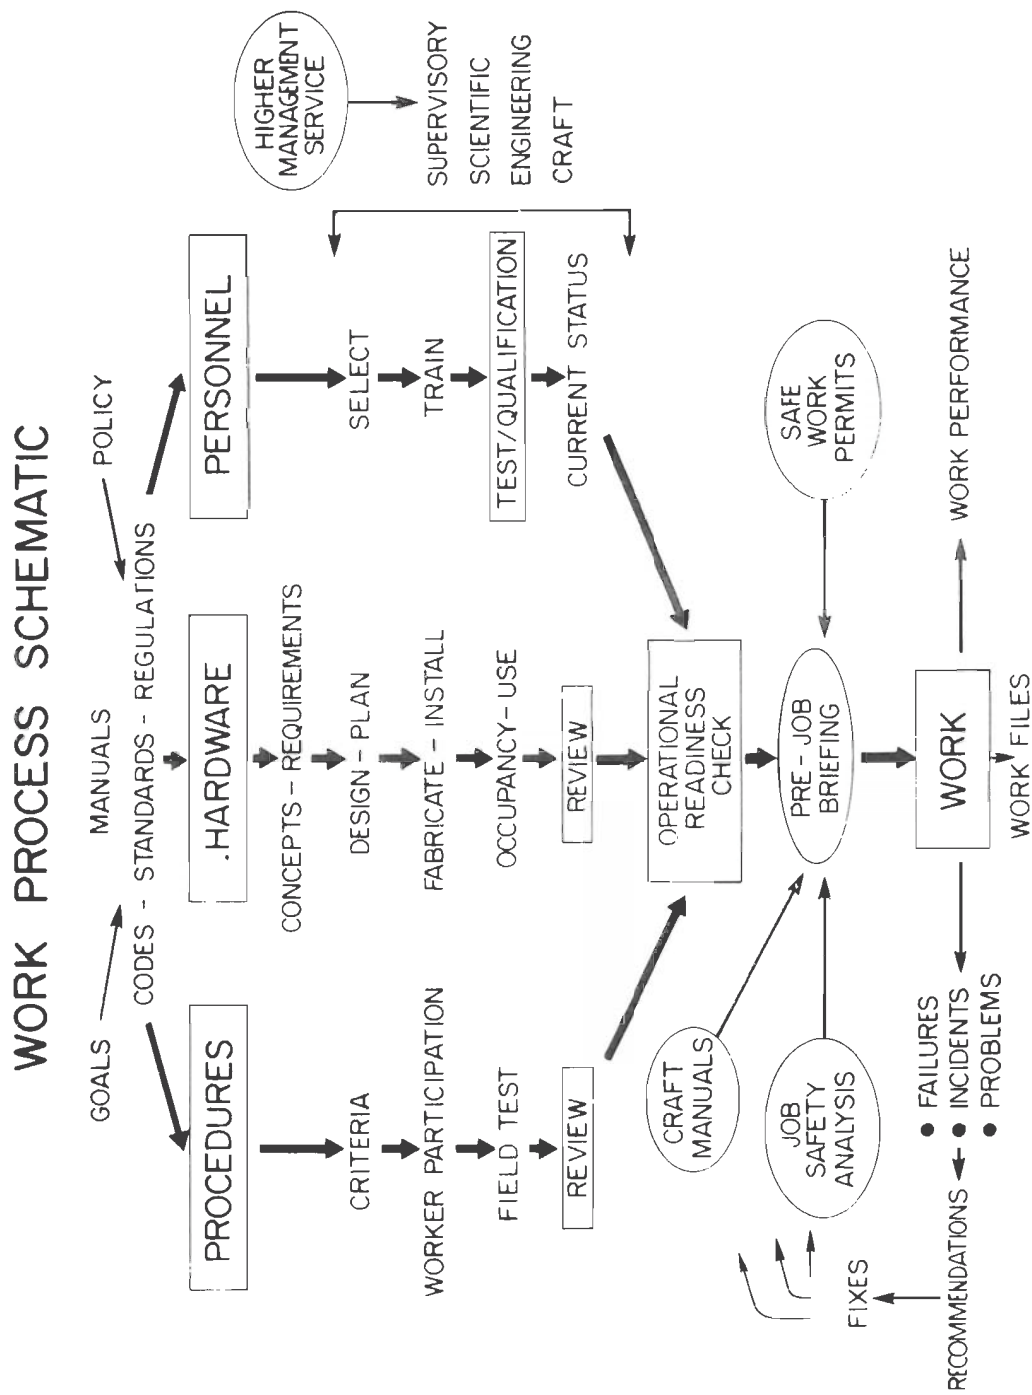 WORK PROCESS SCHEMATIC
GOALS
MANUALS
POLICY
CODES - STANDARDS - REGULATIONS
PROCEDURES
.HARDWARE
PERSONNEL
HIGHER
MANAGEMENT
SERVICE
CRITERIA
WORKER PARTICIPATION
FIELD TEST
REVIEW
CONCEPTS - REQUIREMENTS
DESIGN - PLAN
FABRICATE - INSTALL
OCCUPANCY - USE
REVIEW
SELECT
TRAIN
TEST/QUALIFICATION
CURRENT STATUS
SUPERVISORY
SCIENTIFIC
ENGINEERING
CRAFT
CRAFT
MANUALS
OPERATIONAL
READINESS
CHECK
JOB
SAFETY
ANALYSIS
PRE - JOB
BRIEFING
SAFE
WORK
PERMITS
FIXES
RECOMMENDATIONS
• FAILURES
• INCIDENTS
• PROBLEMS
WORK
WORK PERFORMANCE
WORK FILES